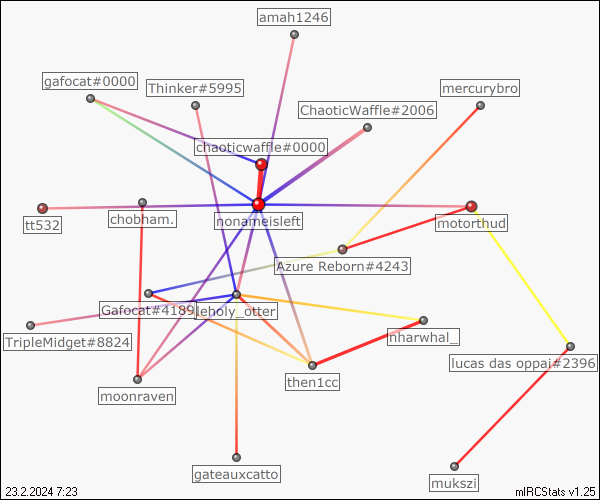 amah1246
gafocat#0000
Thinker#5995
mercurybro
ChaoticWaffle#2006
chaoticwaffle#0000
tt532
chobham.
nonameisleft
motorthud
Azure Reborn#4243
Gafocat#4189
leholy_otter
TripleMidget#8824
nharwhal_
lucas das oppai#2396
then1cc
moonraven
gateauxcatto
mukszi
23.2.2024 7:23
mIRCStats v1.25